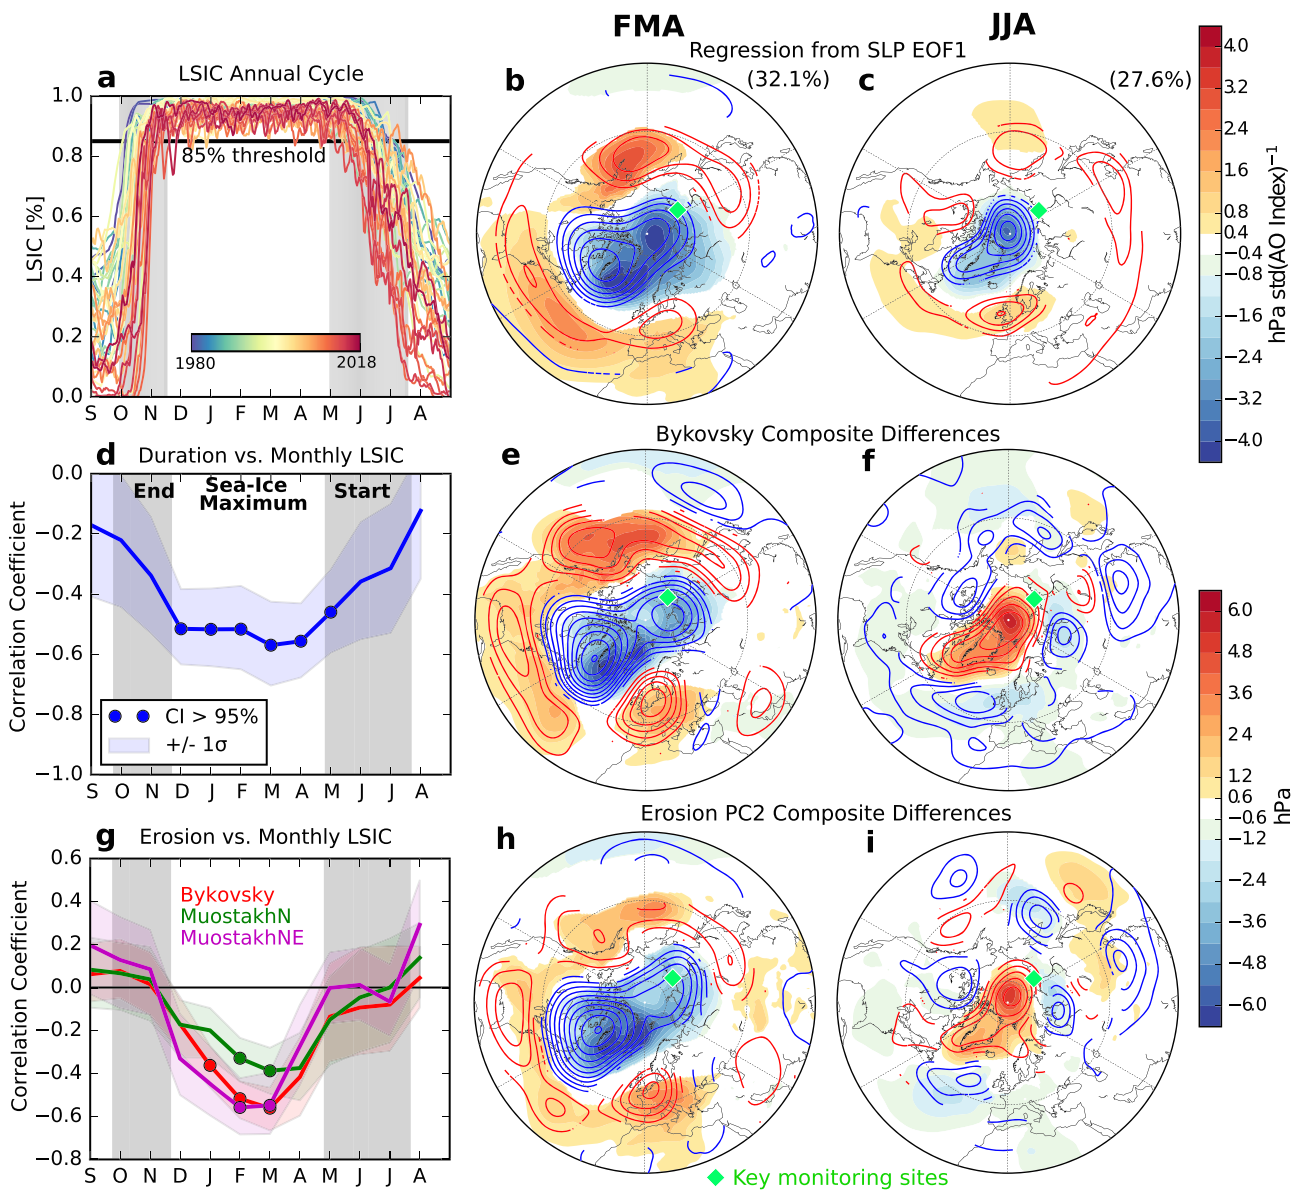 FMA
JJA
Regression from SLP EOF1
a
LSIC Annual Cycle
b
(32.1%)
c
(27.6%)
LSIC [%]
1.0
0.8
0.6
0.4
0.2
0.0
85% threshold
1980
2018
S O N D J F M A M J J A
4.0
3.2
2.4
1.6
0.8
0.4
−0.4
−0.8
−1.6
−2.4
−3.2
−4.0
hPa std(AO Index)−1
d
Duration vs. Monthly LSIC
Correlation Coefficient
0.0
−0.2
−0.4
−0.6
−0.8
−1.0
End
Sea-Ice
Maximum
Start
CI > 95%
+/- 1σ
S O N D J F M A M J J A
Bykovsky Composite Differences
e
f
6.0
4.8
3.6
2.4
1.2
0.6
−0.6
−1.2
−2.4
−3.6
−4.8
−6.0
hPa
g
Erosion vs. Monthly LSIC
Correlation Coefficient
0.6
0.4
0.2
0.0
−0.2
−0.4
−0.6
−0.8
Bykovsky
MuostakhN
MuostakhNE
S O N D J F M A M J J A
Erosion PC2 Composite Differences
h
i
Key monitoring sites